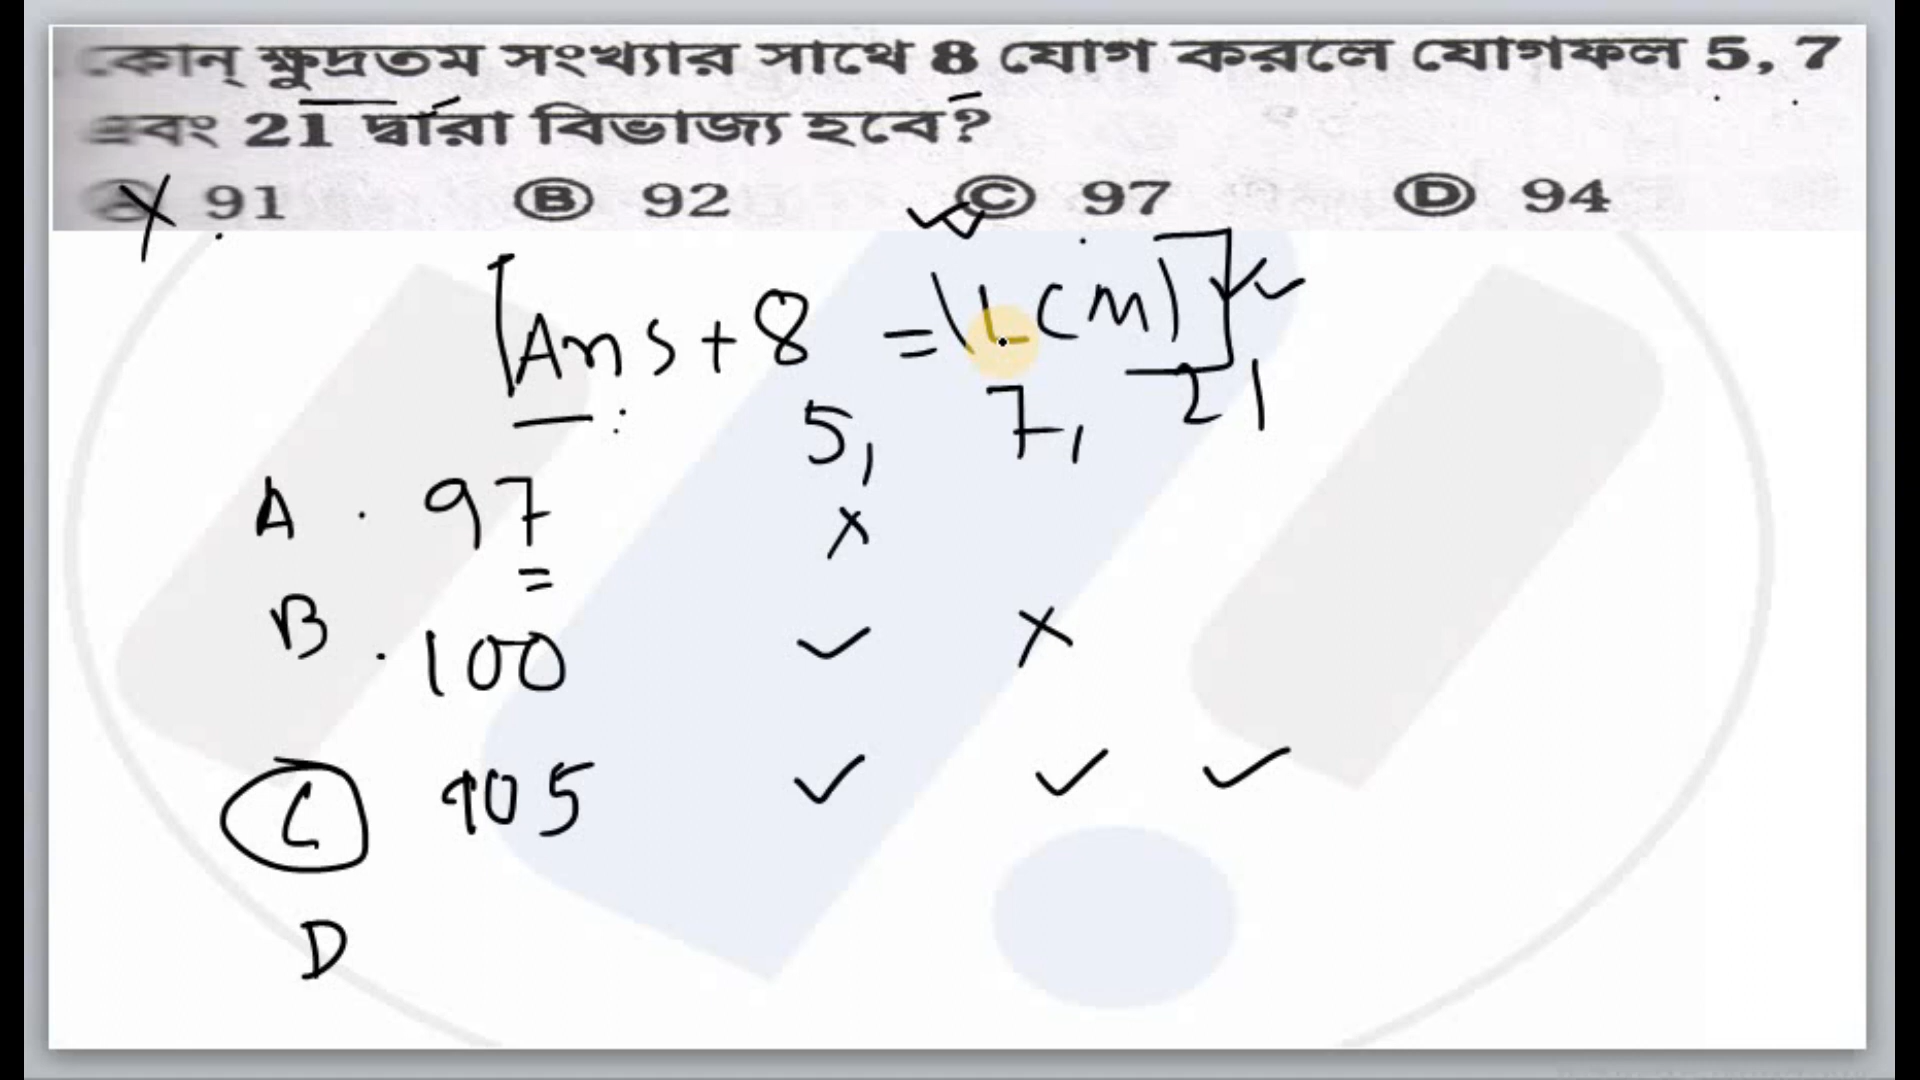 কোন্ ক্ষুদ্রতম সংখ্যার সাথে 8 যোগ করলে যোগফল 5, 7
এবং 21 দ্বারা বিভাজ্য হবে?
Ⓐ 91 Ⓑ 92 Ⓒ 97 Ⓓ 94
[Ans + 8 = (LCM)]
5, 7, 21
A . 97
B . 100
C 105
D